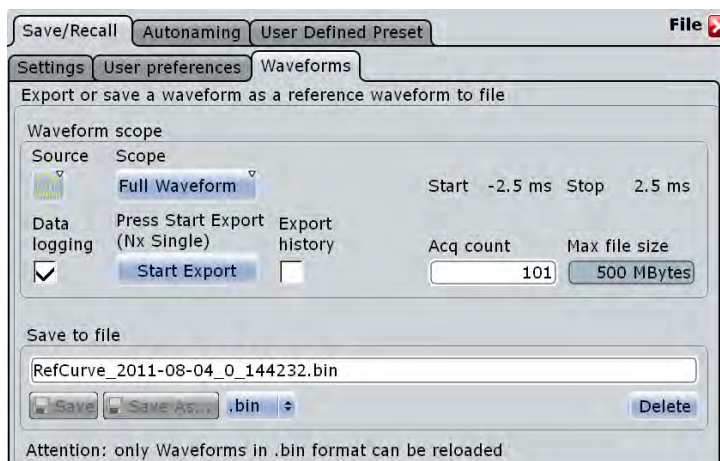 Save/Recall Autonaming User Defined Preset File
Settings User preferences Waveforms
Export or save a waveform as a reference waveform to file
Waveform scope
Source Scope
Full Waveform Start -2.5 ms Stop 2.5 ms
Data logging Press Start Export (Nx Single) Export history Acq count Max file size
Start Export 101 500 MBytes
Save to file
RefCurve_2011-08-04_0_144232.bin
Save Save As... .bin Delete
Attention: only Waveforms in .bin format can be reloaded